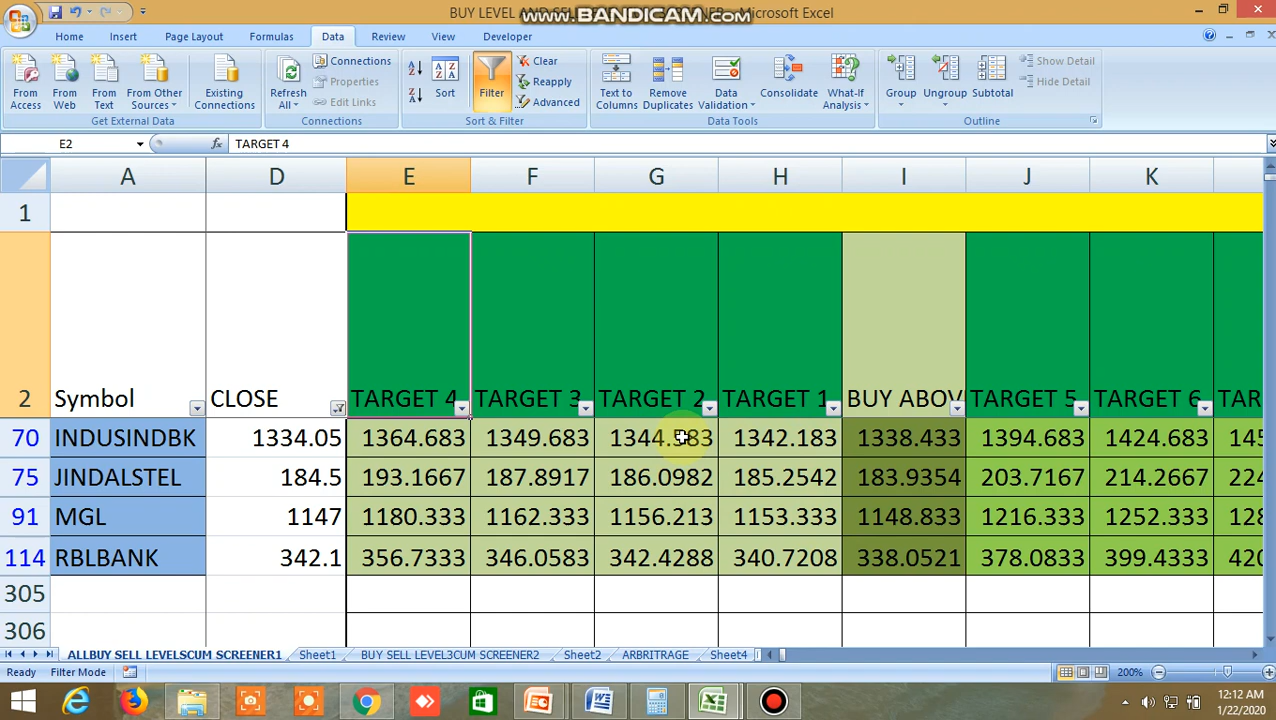 BUY LEVEL AND SEL
www.BANDICAM.com
NER - Microsoft Excel
Home Insert Page Layout Formulas Data Review View Developer
From Access
From Web
From Text
From Other Sources
Existing Connections
Get External Data
Refresh All
Connections
Properties
Edit Links
Connections
Sort
Filter
Clear
Reapply
Advanced
Sort & Filter
Text to Columns
Remove Duplicates
Data Validation
Consolidate
What-If Analysis
Data Tools
Group
Ungroup
Subtotal
Show Detail
Hide Detail
Outline
E2 fx TARGET 4
A D E F G H I J K
1
2 Symbol CLOSE TARGET 4 TARGET 3 TARGET 2 TARGET 1 BUY ABOV TARGET 5 TARGET 6 TAR
70 INDUSINDBK 1334.05 1364.683 1349.683 1342.183 1338.433 1394.683 1424.683 145
75 JINDALSTEL 184.5 193.1667 187.8917 186.0982 185.2542 183.9354 203.7167 214.2667 224
91 MGL 1147 1180.333 1162.333 1156.213 1153.333 1148.833 1216.333 1252.333 128
114 RBLBANK 342.1 356.7333 346.0583 342.4288 340.7208 338.0521 378.0833 399.4333 420
305
306
ALLBUY SELL LEVELSCUM SCREENER1 Sheet1 BUY SELL LEVEL3CUM SCREENER2 Sheet2 ARBRITRAGE Sheet4
Ready Filter Mode 200%
12:12 AM
1/22/2020